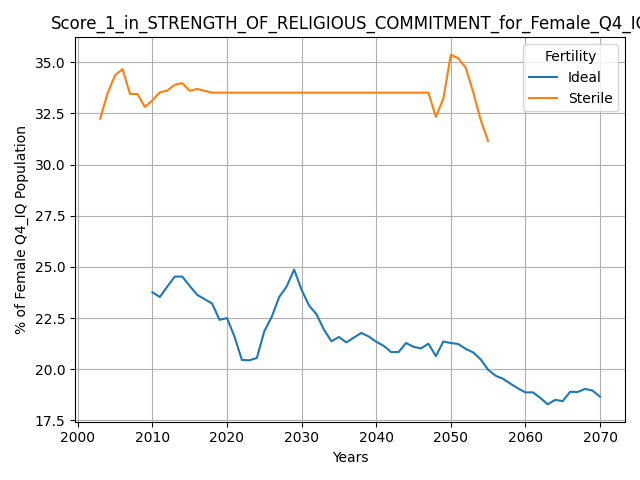 Score_1_in_STRENGTH_OF_RELIGIOUS_COMMITMENT_for_Female_Q4_IQ
35.0
32.5
30.0
27.5
25.0
22.5
20.0
17.5
% of Female Q4_IQ Population
Fertility
Ideal
Sterile
2000 2010 2020 2030 2040 2050 2060 2070
Years